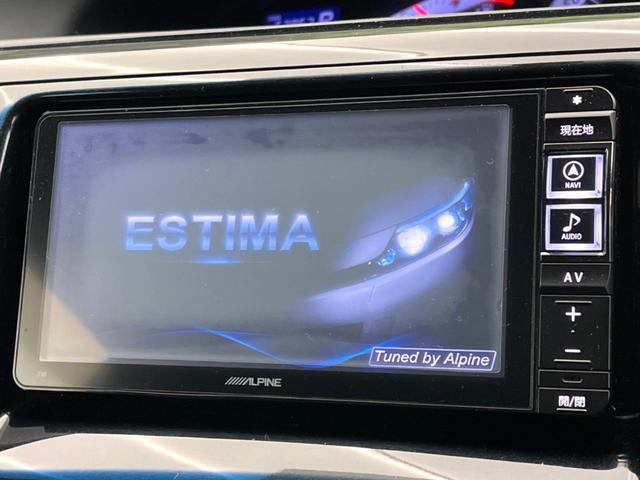 ✱
現在地
NAVI
ESTIMA
AUDIO
AV
+
Tuned by Alpine
−
ALPINE
開/閉